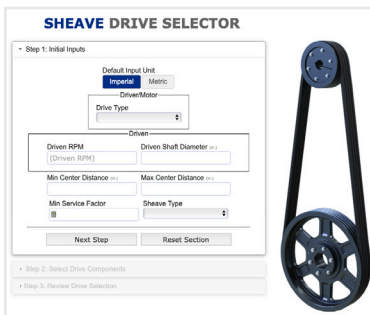 SHEAVE DRIVE SELECTOR
Step 1: Initial Inputs
Default Input Unit
Imperial Metric
Driver/Motor
Drive Type
Driven
Driven RPM Driven Shaft Diameter (in.)
(Driven RPM)
Min Center Distance (in.) Max Center Distance (in.)
Min Service Factor Sheave Type
Next Step Reset Section
Step 2: Select Drive Components
Step 3: Review Drive Selection